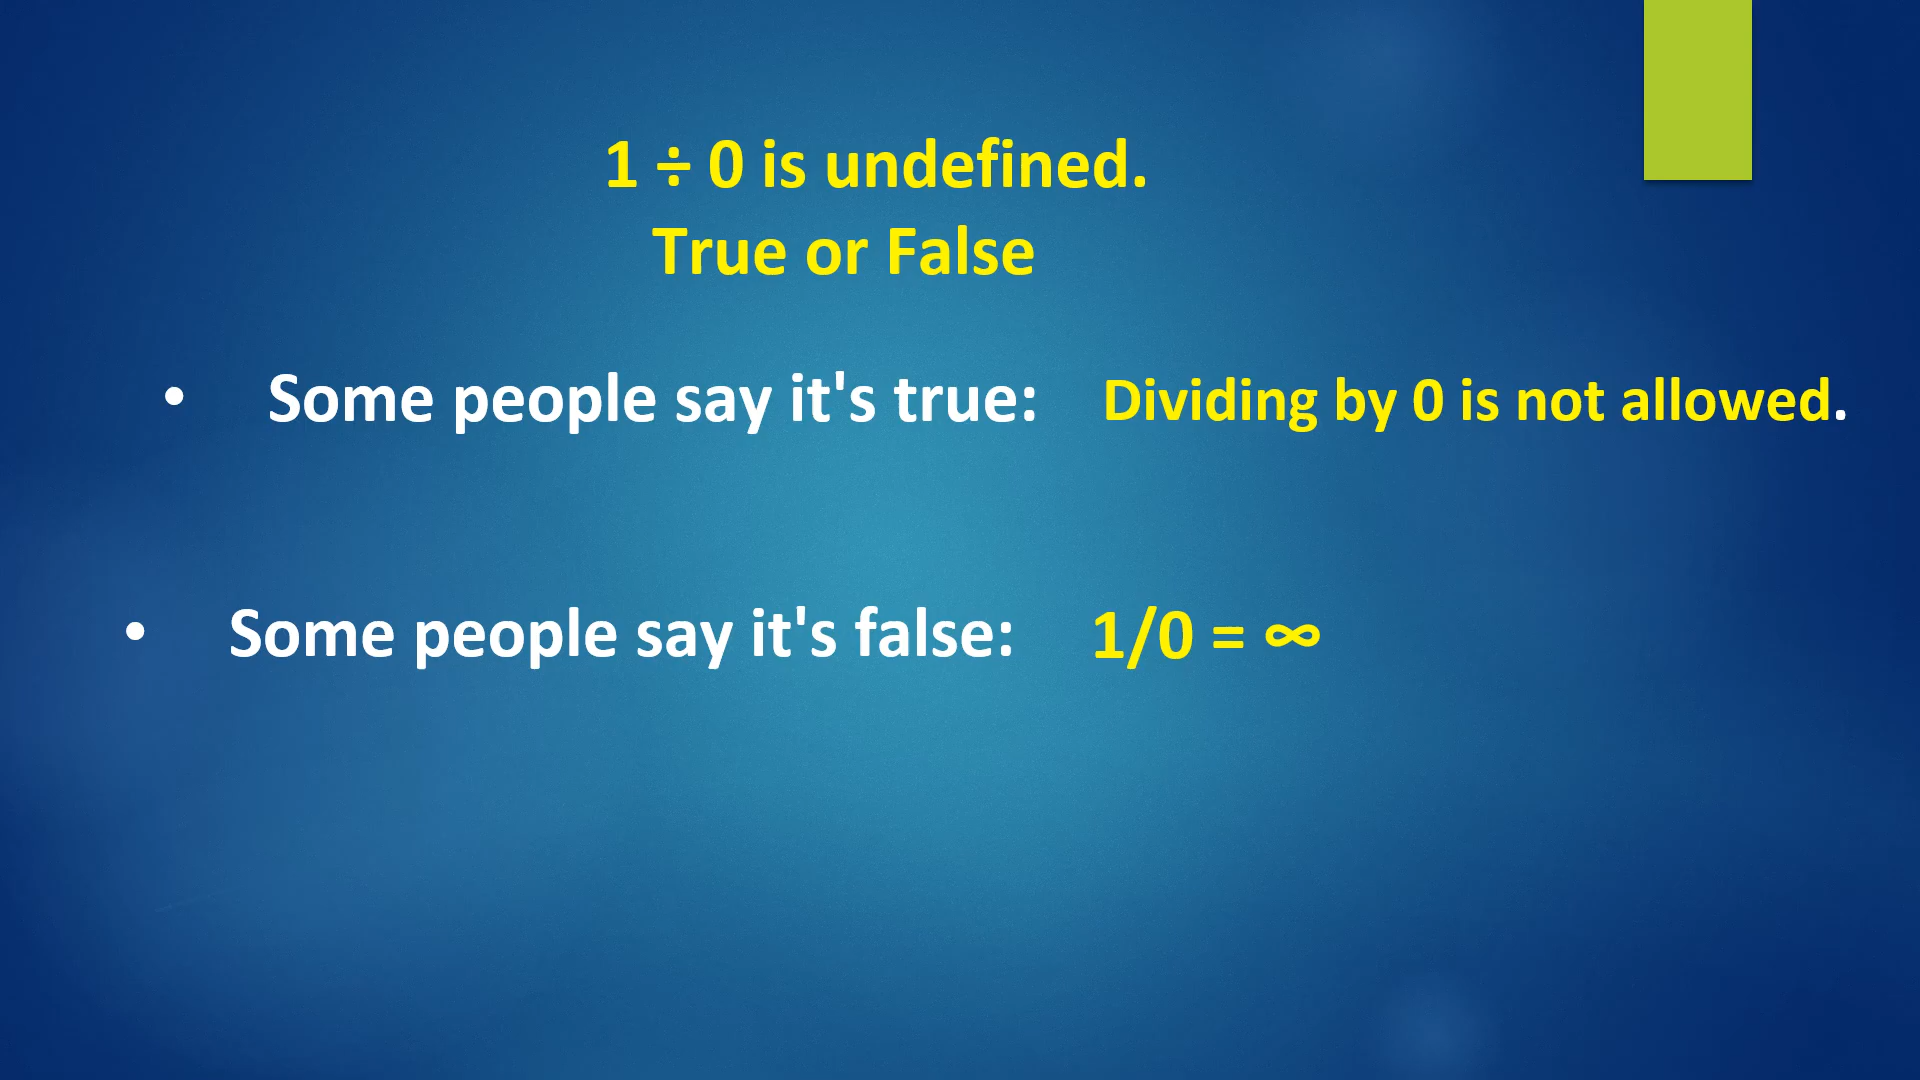 1 ÷ 0 is undefined.
True or False
• Some people say it's true: Dividing by 0 is not allowed.
• Some people say it's false: 1/0 = ∞